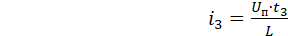 i₃ = Uп·t₃ / L